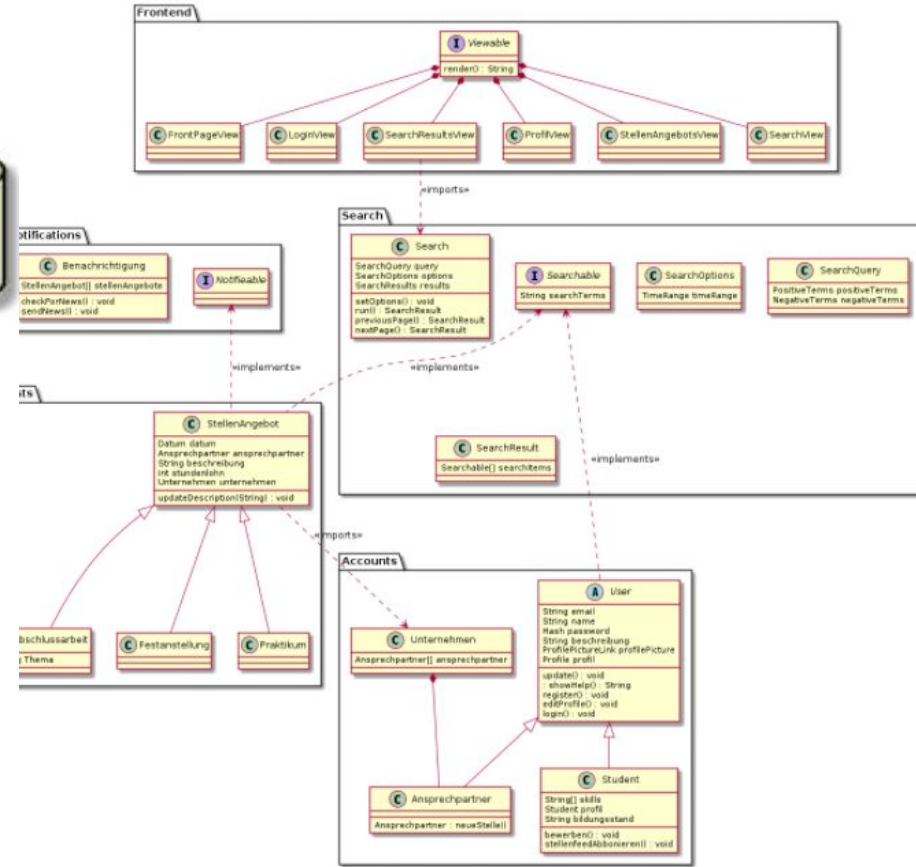 Frontend
I Viewable
render() : String
C FrontPageView
C LoginView
C SearchResultsView
C ProfilView
C StellenAngebotsView
C SearchView
«imports»
otifications
C Benachrichtigung
StellenAngebot[] stellenAngebote
checkForNews() : void
sendNews() : void
I Notifieable
Search
C Search
SearchQuery query
SearchOptions options
SearchResults results
setOptions() : void
run() : SearchResult
previousPage() : SearchResult
nextPage() : SearchResult
I Searchable
String searchTerms
C SearchOptions
TimeRange timeRange
C SearchQuery
PositiveTerms positiveTerms
NegativeTerms negativeTerms
«implements»
«implements»
C SearchResult
Searchable[] searchItems
«implements»
sts
C StellenAngebot
Datum datum
Ansprechpartner ansprechpartner
String beschreibung
int stundenlohn
Unternehmen unternehmen
updateDescription(String) : void
«imports»
bschlussarbeit
g Thema
C Festanstellung
C Praktikum
Accounts
C Unternehmen
Ansprechpartner[] ansprechpartner
A User
String email
String name
Hash password
String beschreibung
ProfilePictureLink profilePicture
Profile profil
update() : void
: showHelp() : String
register() : void
editProfile() : void
login() : void
C Ansprechpartner
Ansprechpartner : neueStelle()
C Student
String[] skills
Student profil
String bildungsstand
bewerben() : void
stellenfeedAbbonieren() : void